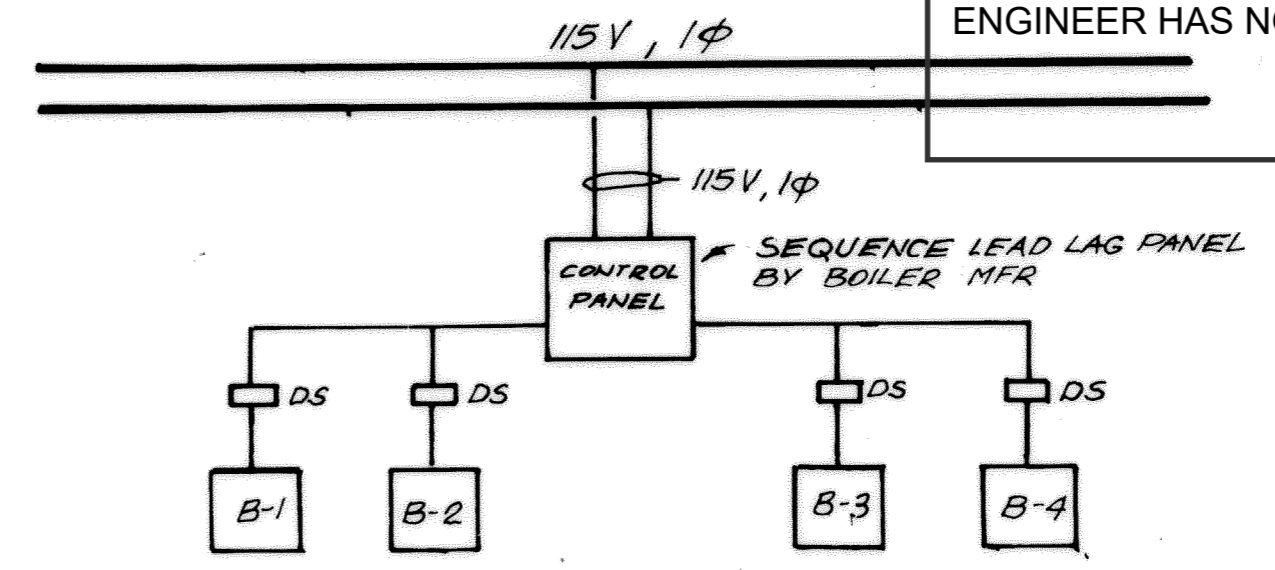 ENGINEER HAS
115V, 1Φ
115V, 1Φ
SEQUENCE LEAD LAG PANEL
BY BOILER MFR
CONTROL
PANEL
DS
DS
DS
DS
B-1
B-2
B-3
B-4